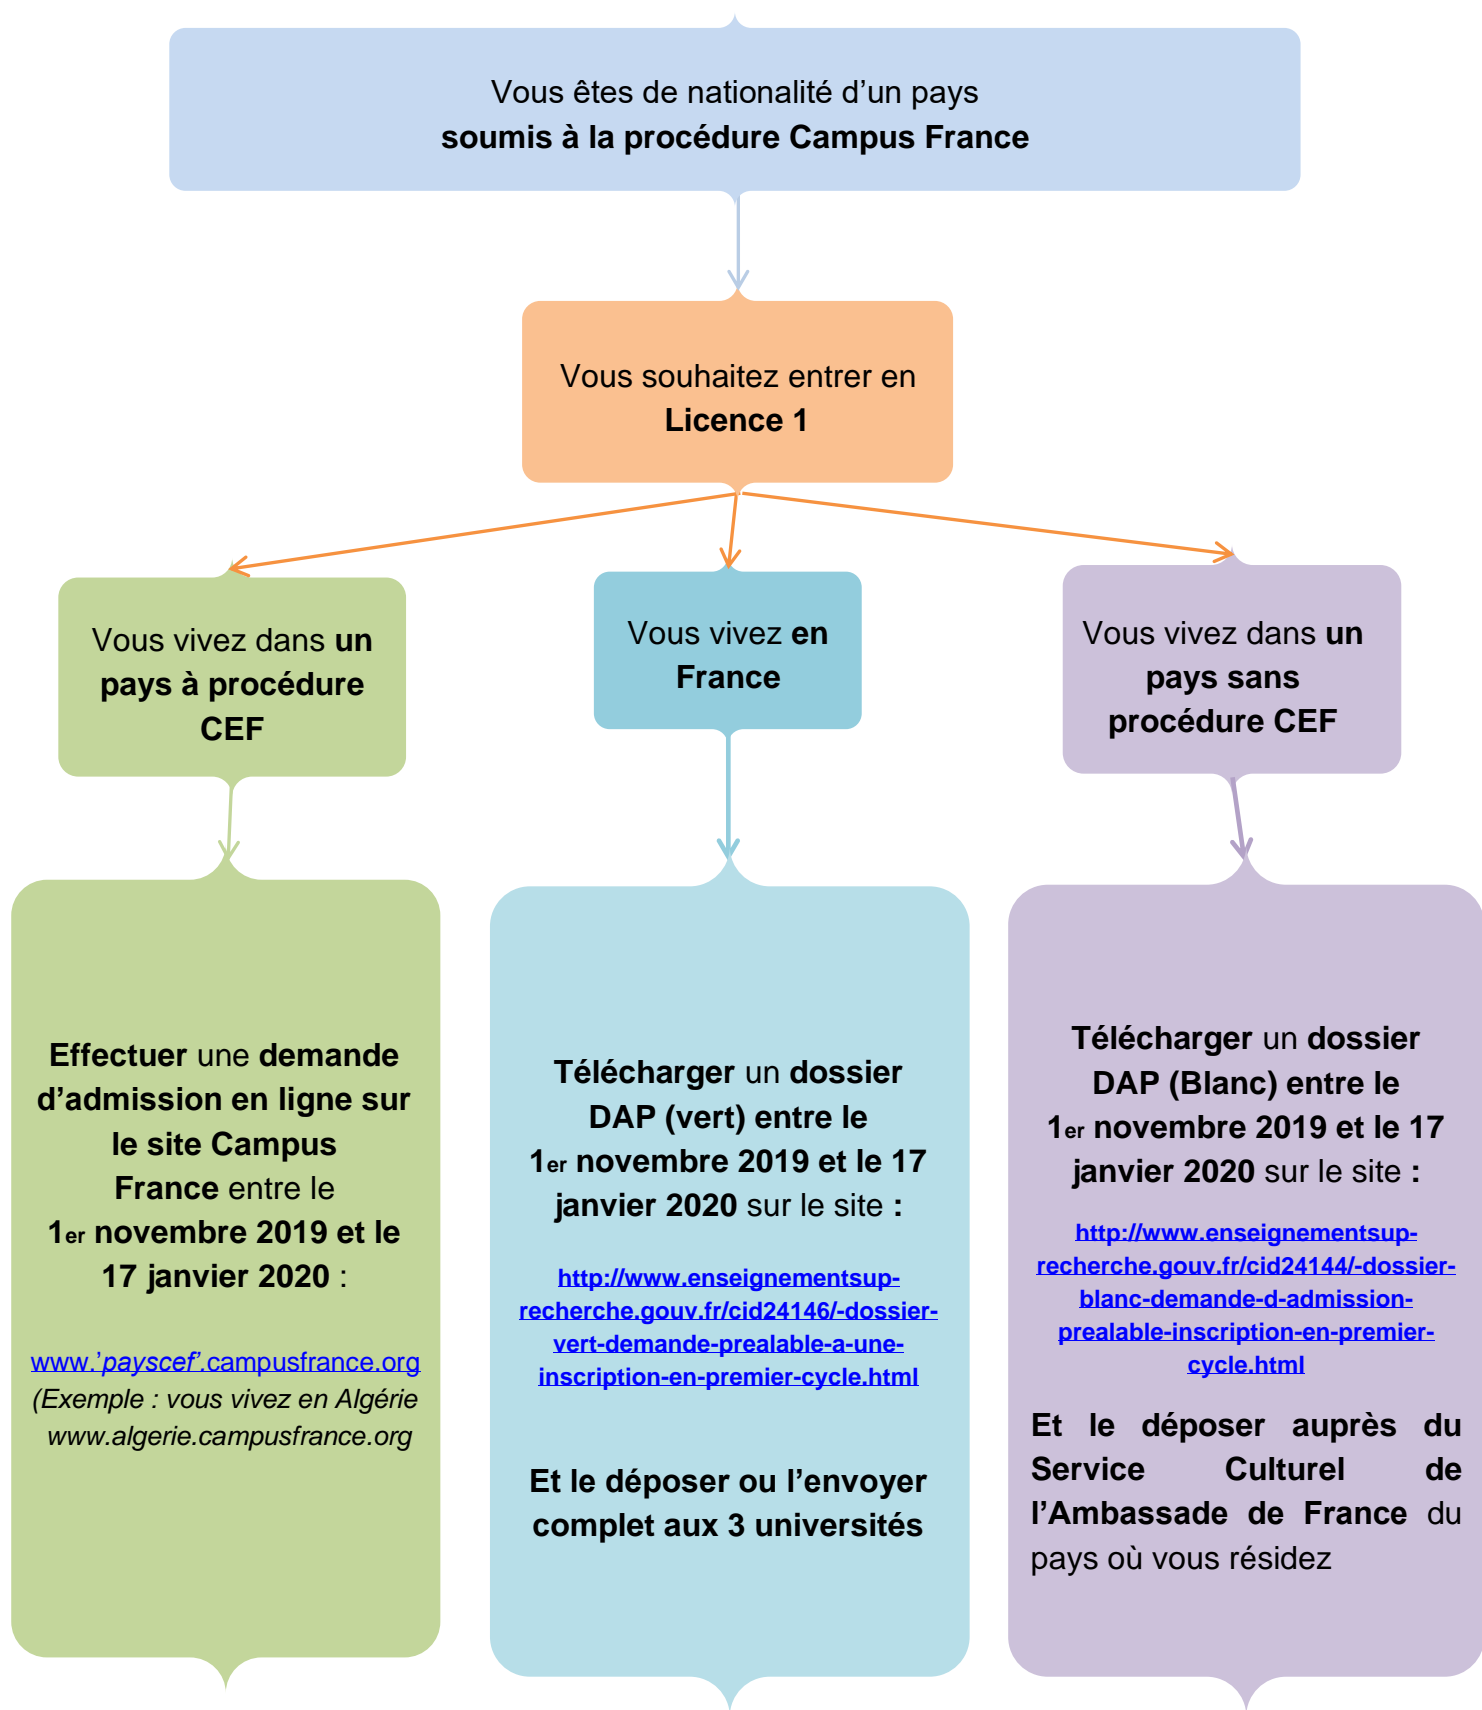 Vous êtes de nationalité d’un pays
soumis à la procédure Campus France
Vous souhaitez entrer en
Licence 1
Vous vivez dans un
pays à procédure
CEF
Vous vivez en
France
Vous vivez dans un
pays sans
procédure CEF
Effectuer une demande
d’admission en ligne sur
le site Campus
France entre le
1er novembre 2019 et le
17 janvier 2020 :
www.’payscef’.campusfrance.org
(Exemple : vous vivez en Algérie
www.algerie.campusfrance.org
Télécharger un dossier
DAP (vert) entre le
1er novembre 2019 et le 17
janvier 2020 sur le site :
http://www.enseignementsup-
recherche.gouv.fr/cid24146/-dossier-
vert-demande-prealable-a-une-
inscription-en-premier-cycle.html
Et le déposer ou l’envoyer
complet aux 3 universités
Télécharger un dossier
DAP (Blanc) entre le
1er novembre 2019 et le 17
janvier 2020 sur le site :
http://www.enseignementsup-
recherche.gouv.fr/cid24144/-dossier-
blanc-demande-d-admission-
prealable-inscription-en-premier-
cycle.html
Et le déposer auprès du
Service Culturel de
l’Ambassade de France du
pays où vous résidez